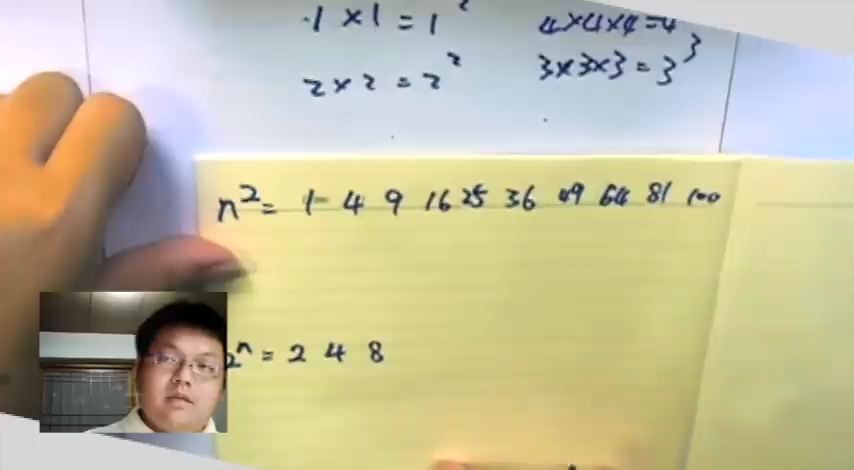 1 × 1 = 1²
2 × 2 = 2²
4×4×4=4³
3×3×3=3³
n² = 1 4 9 16 25 36 49 64 81 100
2ⁿ = 2 4 8